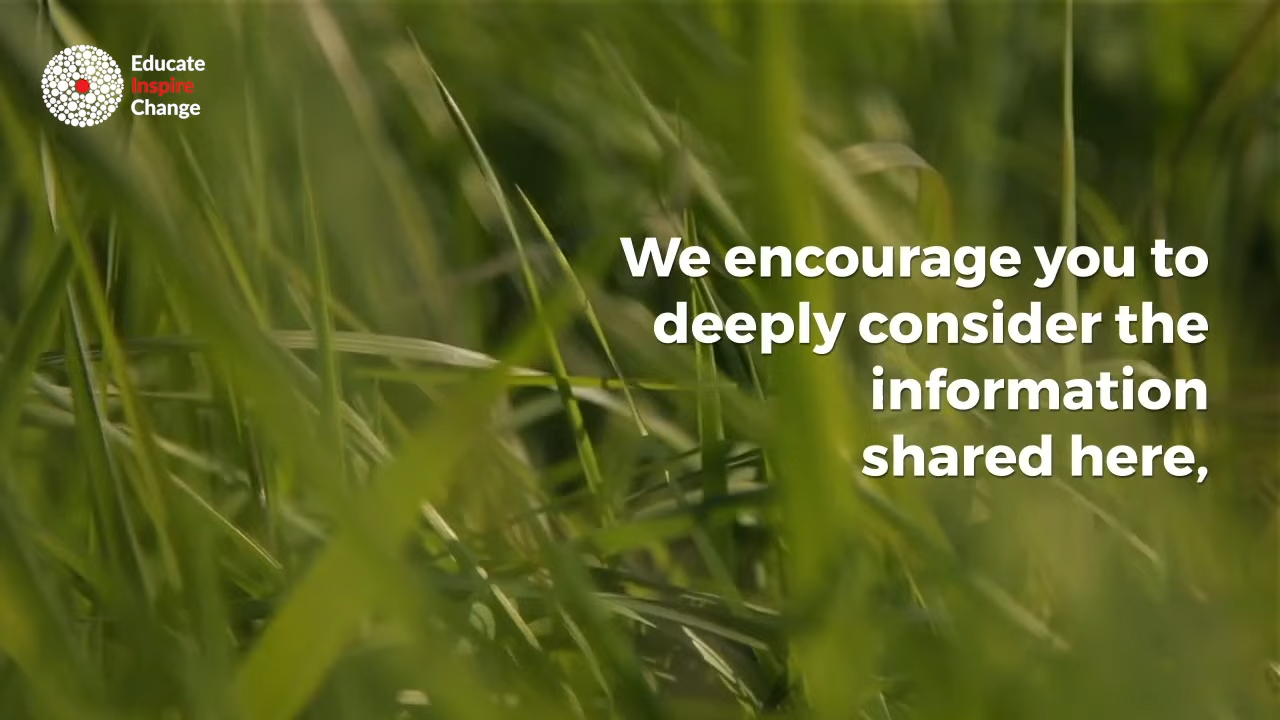 Educate
Inspire
Change
We encourage you to
deeply consider the
information
shared here,